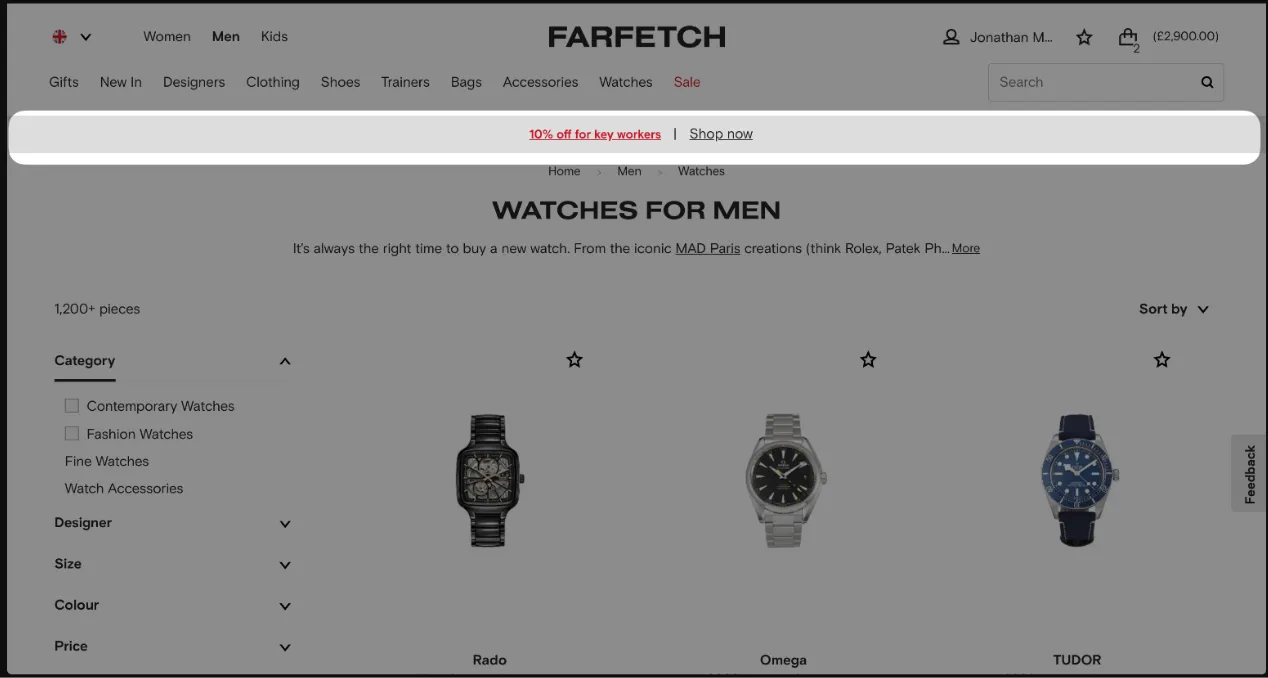 Women Men Kids FARFETCH Jonathan M... 2 (£2,900.00)
Gifts New In Designers Clothing Shoes Trainers Bags Accessories Watches Sale Search
10% off for key workers | Shop now
Home > Men > Watches
WATCHES FOR MEN
It's always the right time to buy a new watch. From the iconic MAD Paris creations (think Rolex, Patek Ph... More
1,200+ pieces Sort by
Category
Contemporary Watches
Fashion Watches
Fine Watches
Watch Accessories
Designer
Size
Colour
Price
Feedback
Rado Omega TUDOR